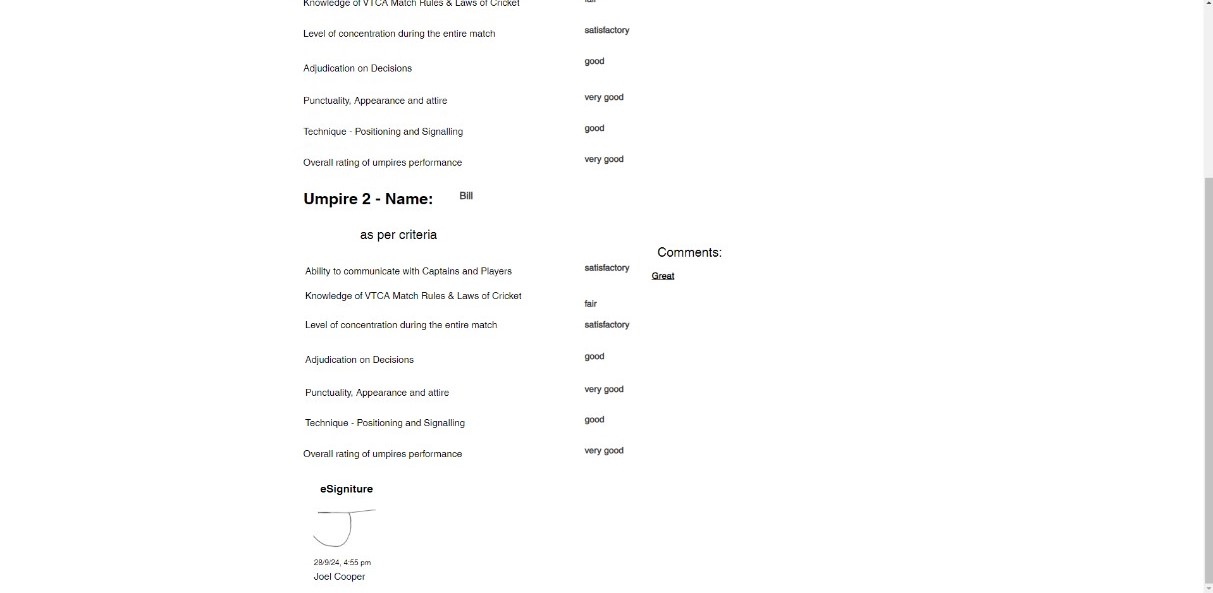 Knowledge of VTCA Match Rules & Laws of Cricket fair
Level of concentration during the entire match satisfactory
Adjudication on Decisions good
Punctuality, Appearance and attire very good
Technique - Positioning and Signalling good
Overall rating of umpires performance very good
Umpire 2 - Name: Bill
as per criteria
Comments:
Ability to communicate with Captains and Players satisfactory
Great
Knowledge of VTCA Match Rules & Laws of Cricket fair
Level of concentration during the entire match satisfactory
Adjudication on Decisions good
Punctuality, Appearance and attire very good
Technique - Positioning and Signalling good
Overall rating of umpires performance very good
eSigniture
J
28/9/24, 4:55 pm
Joel Cooper